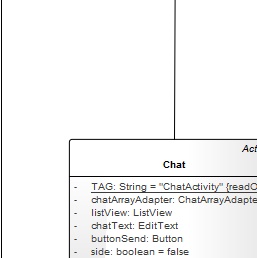 Act
Chat
- TAG: String = "ChatActivity" {readO
- chatArrayAdapter: ChatArrayAdapte
- listView: ListView
- chatText: EditText
- buttonSend: Button
- side: boolean = false